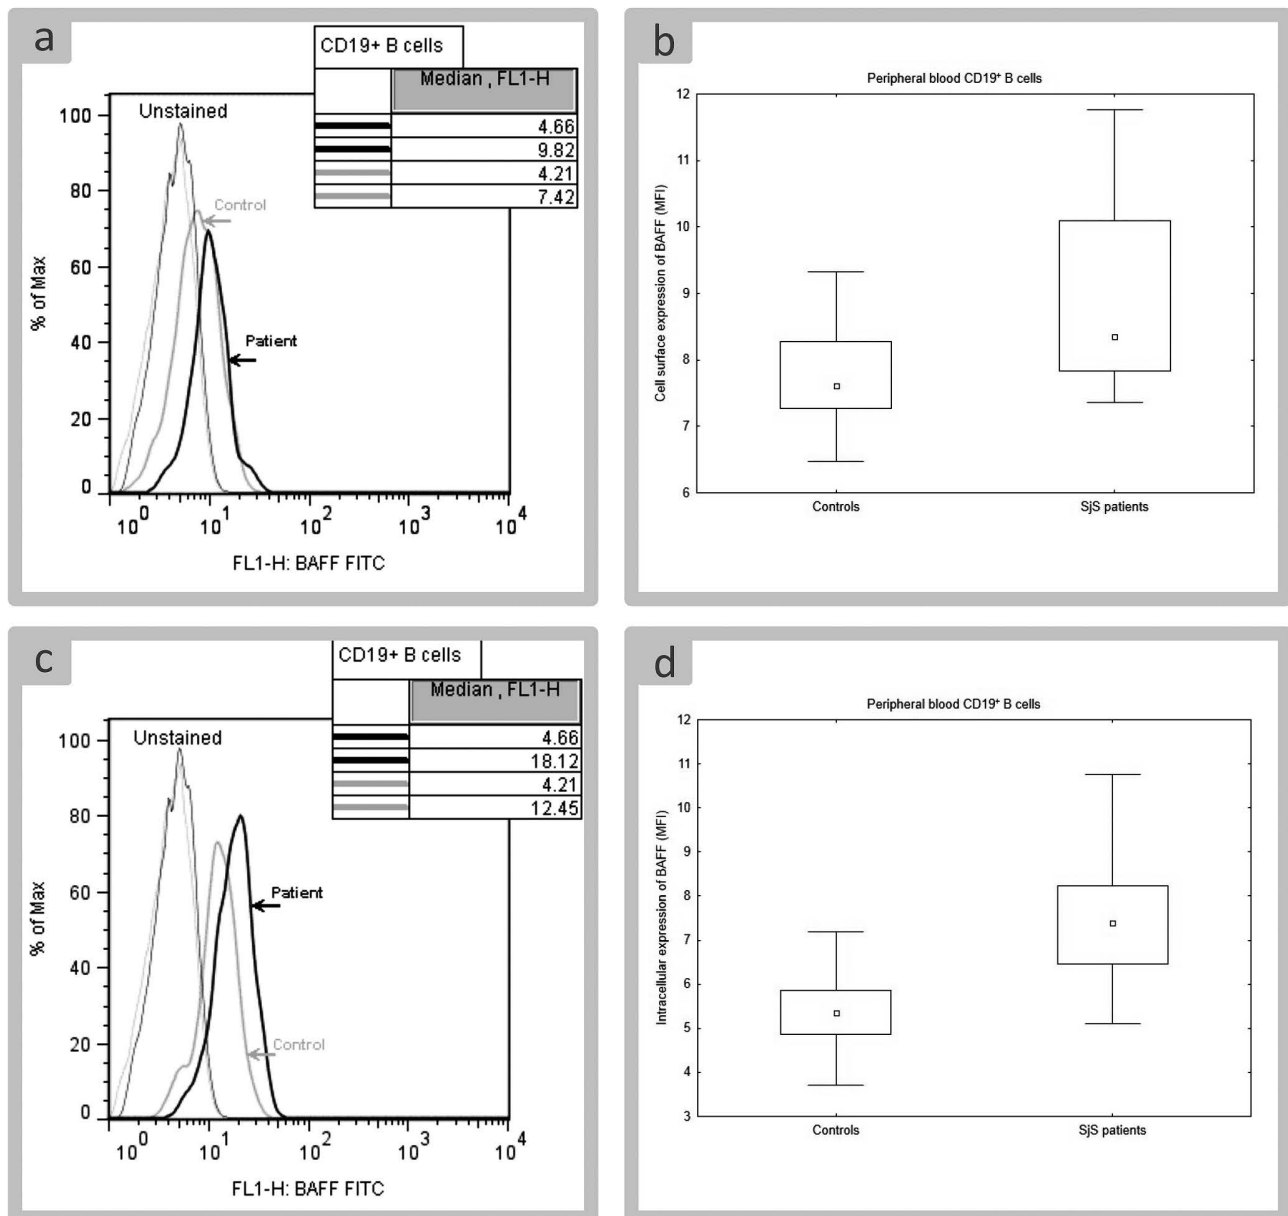 a
CD19+ B cells
Median , FL1-H
4.66
9.82
4.21
7.42
Unstained
Control
Patient
100
80
60
40
20
0
% of Max
10^0 10^1 10^2 10^3 10^4
FL1-H: BAFF FITC
b
Peripheral blood CD19⁺ B cells
12
11
10
9
8
7
6
Cell surface expression of BAFF (MFI)
Controls SjS patients
c
CD19+ B cells
Median , FL1-H
4.66
18.12
4.21
12.45
Unstained
Patient
Control
100
80
60
40
20
0
% of Max
10^0 10^1 10^2 10^3 10^4
FL1-H: BAFF FITC
d
Peripheral blood CD19⁺ B cells
12
11
10
9
8
7
6
5
4
3
Intracellular expression of BAFF (MFI)
Controls SjS patients